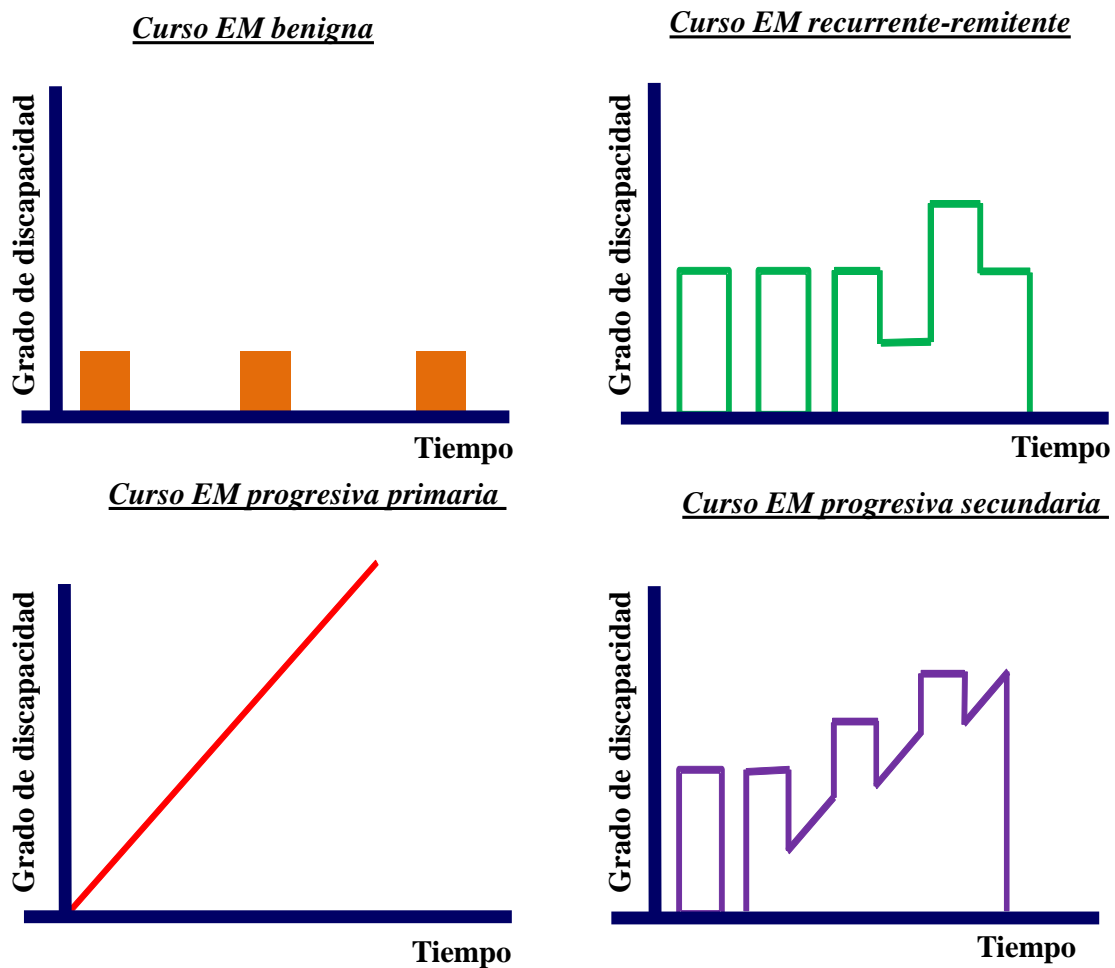 Curso EM benigna
Grado de discapacidad
Tiempo
Curso EM recurrente-remitente
Grado de discapacidad
Tiempo
Curso EM progresiva primaria
Grado de discapacidad
Tiempo
Curso EM progresiva secundaria
Grado de discapacidad
Tiempo